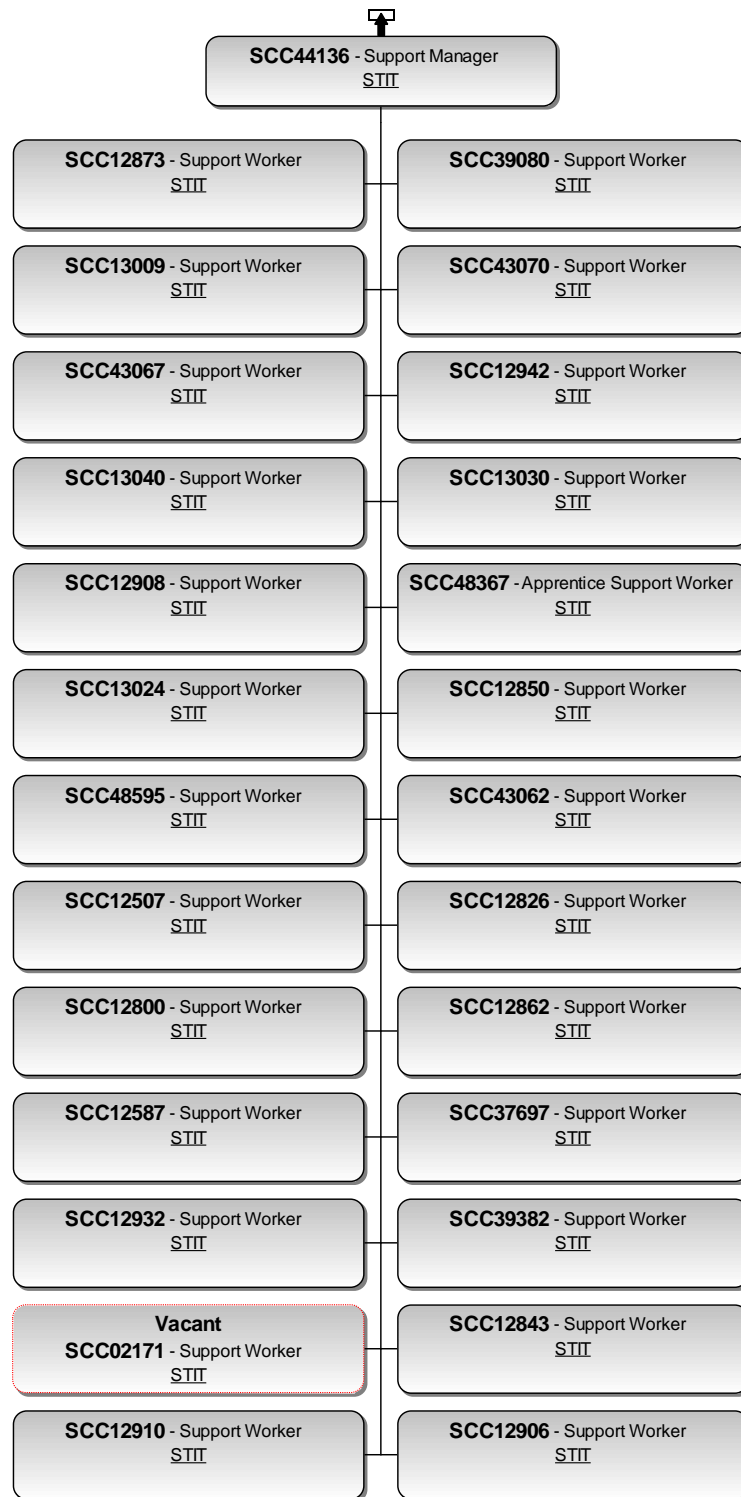 SCC44136 - Support Manager
STIT
SCC12873 - Support Worker
STIT
SCC39080 - Support Worker
STIT
SCC13009 - Support Worker
STIT
SCC43070 - Support Worker
STIT
SCC43067 - Support Worker
STIT
SCC12942 - Support Worker
STIT
SCC13040 - Support Worker
STIT
SCC13030 - Support Worker
STIT
SCC12908 - Support Worker
STIT
SCC48367 - Apprentice Support Worker
STIT
SCC13024 - Support Worker
STIT
SCC12850 - Support Worker
STIT
SCC48595 - Support Worker
STIT
SCC43062 - Support Worker
STIT
SCC12507 - Support Worker
STIT
SCC12826 - Support Worker
STIT
SCC12800 - Support Worker
STIT
SCC12862 - Support Worker
STIT
SCC12587 - Support Worker
STIT
SCC37697 - Support Worker
STIT
SCC12932 - Support Worker
STIT
SCC39382 - Support Worker
STIT
Vacant
SCC02171 - Support Worker
STIT
SCC12843 - Support Worker
STIT
SCC12910 - Support Worker
STIT
SCC12906 - Support Worker
STIT